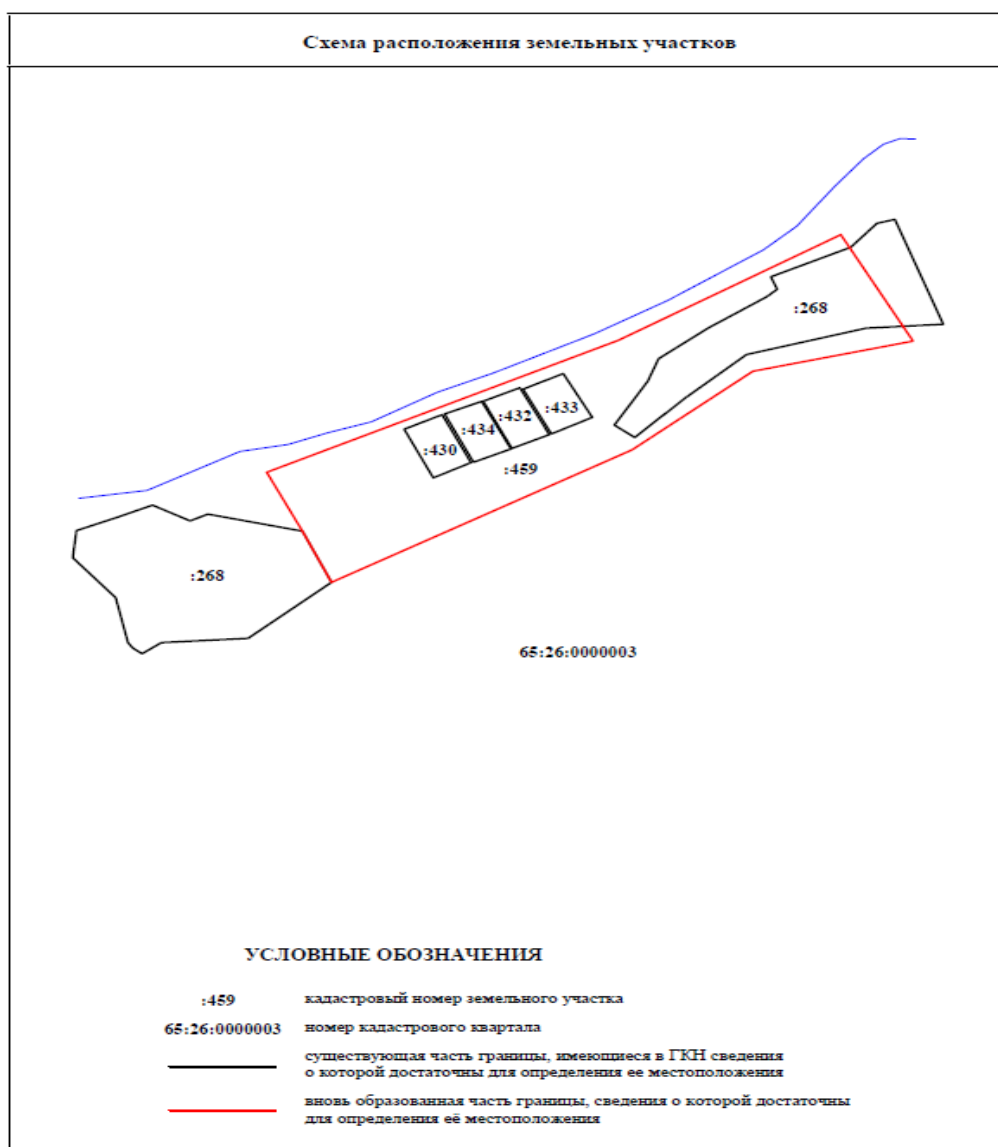 Схема расположения земельных участков
:268
:433
:432
:434
:430
:459
:268
65:26:0000003
УСЛОВНЫЕ ОБОЗНАЧЕНИЯ
:459 кадастровый номер земельного участка
65:26:0000003 номер кадастрового квартала
существующая часть границы, имеющиеся в ГКН сведения
о которой достаточны для определения ее местоположения
вновь образованная часть границы, сведения о которой достаточны
для определения её местоположения